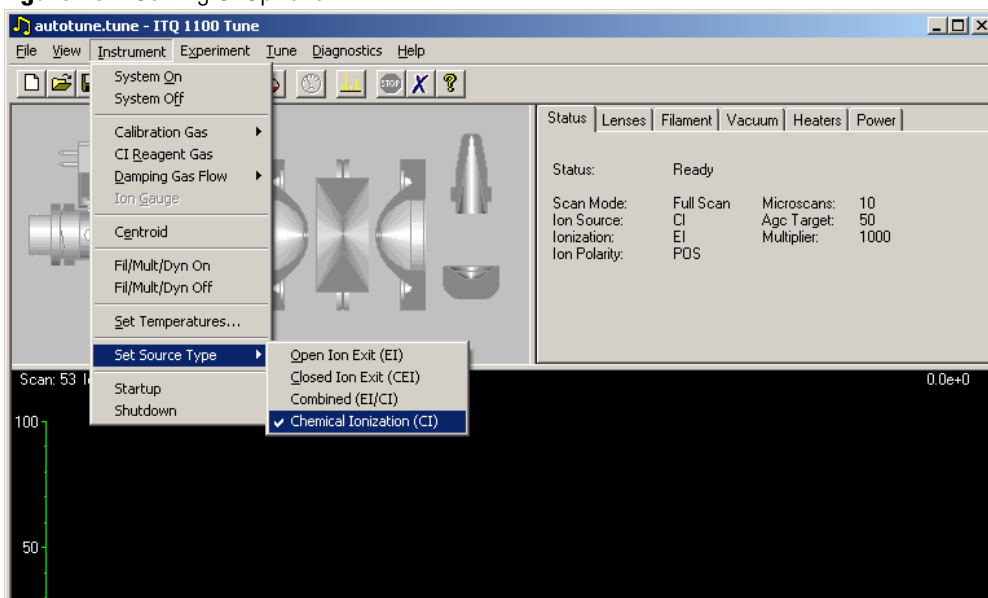 autotune.tune - ITQ 1100 Tune
File View Instrument Experiment Tune Diagnostics Help
STOP X ?
System On
System Off
Calibration Gas
CI Reagent Gas
Damping Gas Flow
Ion Gauge
Centroid
Fil/Mult/Dyn On
Fil/Mult/Dyn Off
Set Temperatures...
Set Source Type
Startup
Shutdown
Open Ion Exit (EI)
Closed Ion Exit (CEI)
Combined (EI/CI)
Chemical Ionization (CI)
Status Lenses Filament Vacuum Heaters Power
Status: Ready
Scan Mode: Full Scan Microscans: 10
Ion Source: CI Agc Target: 50
Ionization: EI Multiplier: 1000
Ion Polarity: POS
Scan: 53 0.0e+0
100
50